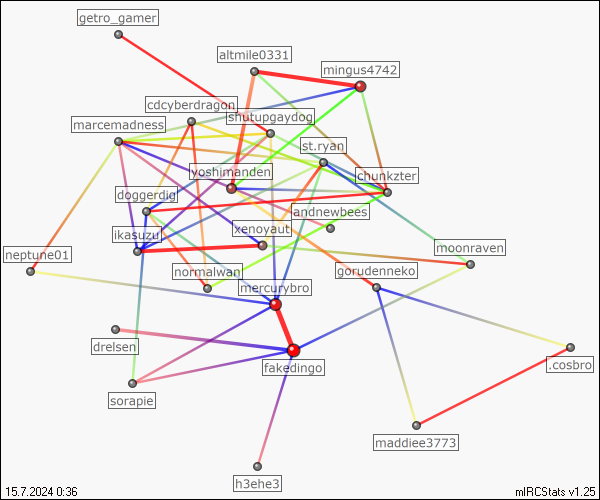 getro_gamer
altmile0331
mingus4742
cdcyberdragon
shutupgaydog
marcemadness
st.ryan
yoshimanden
chunkzter
doggerdig
andnewbees
ikasuzu
xenoyaut
neptune01
normalwan
moonraven
gorudenneko
mercurybro
drelsen
fakedingo
.cosbro
sorapie
maddiee3773
h3ehe3
15.7.2024 0:36
mIRCStats v1.25